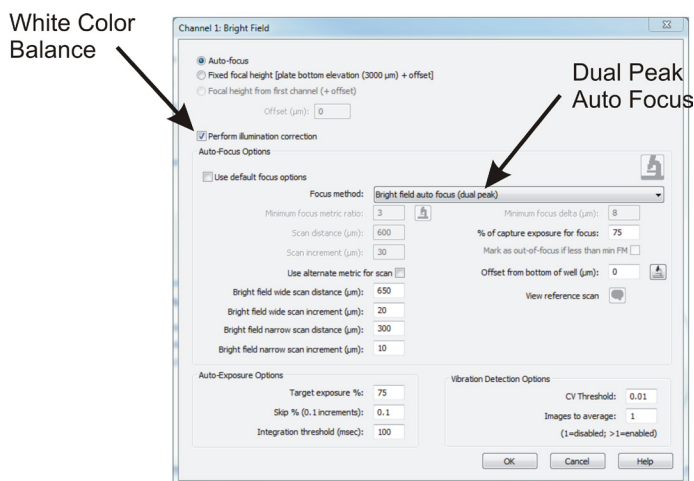 White Color
Balance
Channel 1: Bright Field
Auto-focus
Fixed focal height [plate bottom elevation (3000 µm) + offset]
Focal height from first channel (+ offset)
Offset (µm): 0
Dual Peak
Auto Focus
Perform illumination correction
Auto-Focus Options
Use default focus options
Focus method: Bright field auto focus (dual peak)
Minimum focus metric ratio: 3 Minimum focus delta (µm): 8
Scan distance (µm): 600 % of capture exposure for focus: 75
Scan increment (µm): 30 Mark as out-of-focus if less than min FM
Use alternate metric for scan Offset from bottom of well (µm): 0
Bright field wide scan distance (µm): 650 View reference scan
Bright field wide scan increment (µm): 20
Bright field narrow scan distance (µm): 300
Bright field narrow scan increment (µm): 10
Auto-Exposure Options
Target exposure %: 75
Skip % (0.1 increments): 0.1
Integration threshold (msec): 100
Vibration Detection Options
CV Threshold: 0.01
Images to average: 1
(1=disabled; >1=enabled)
OK Cancel Help